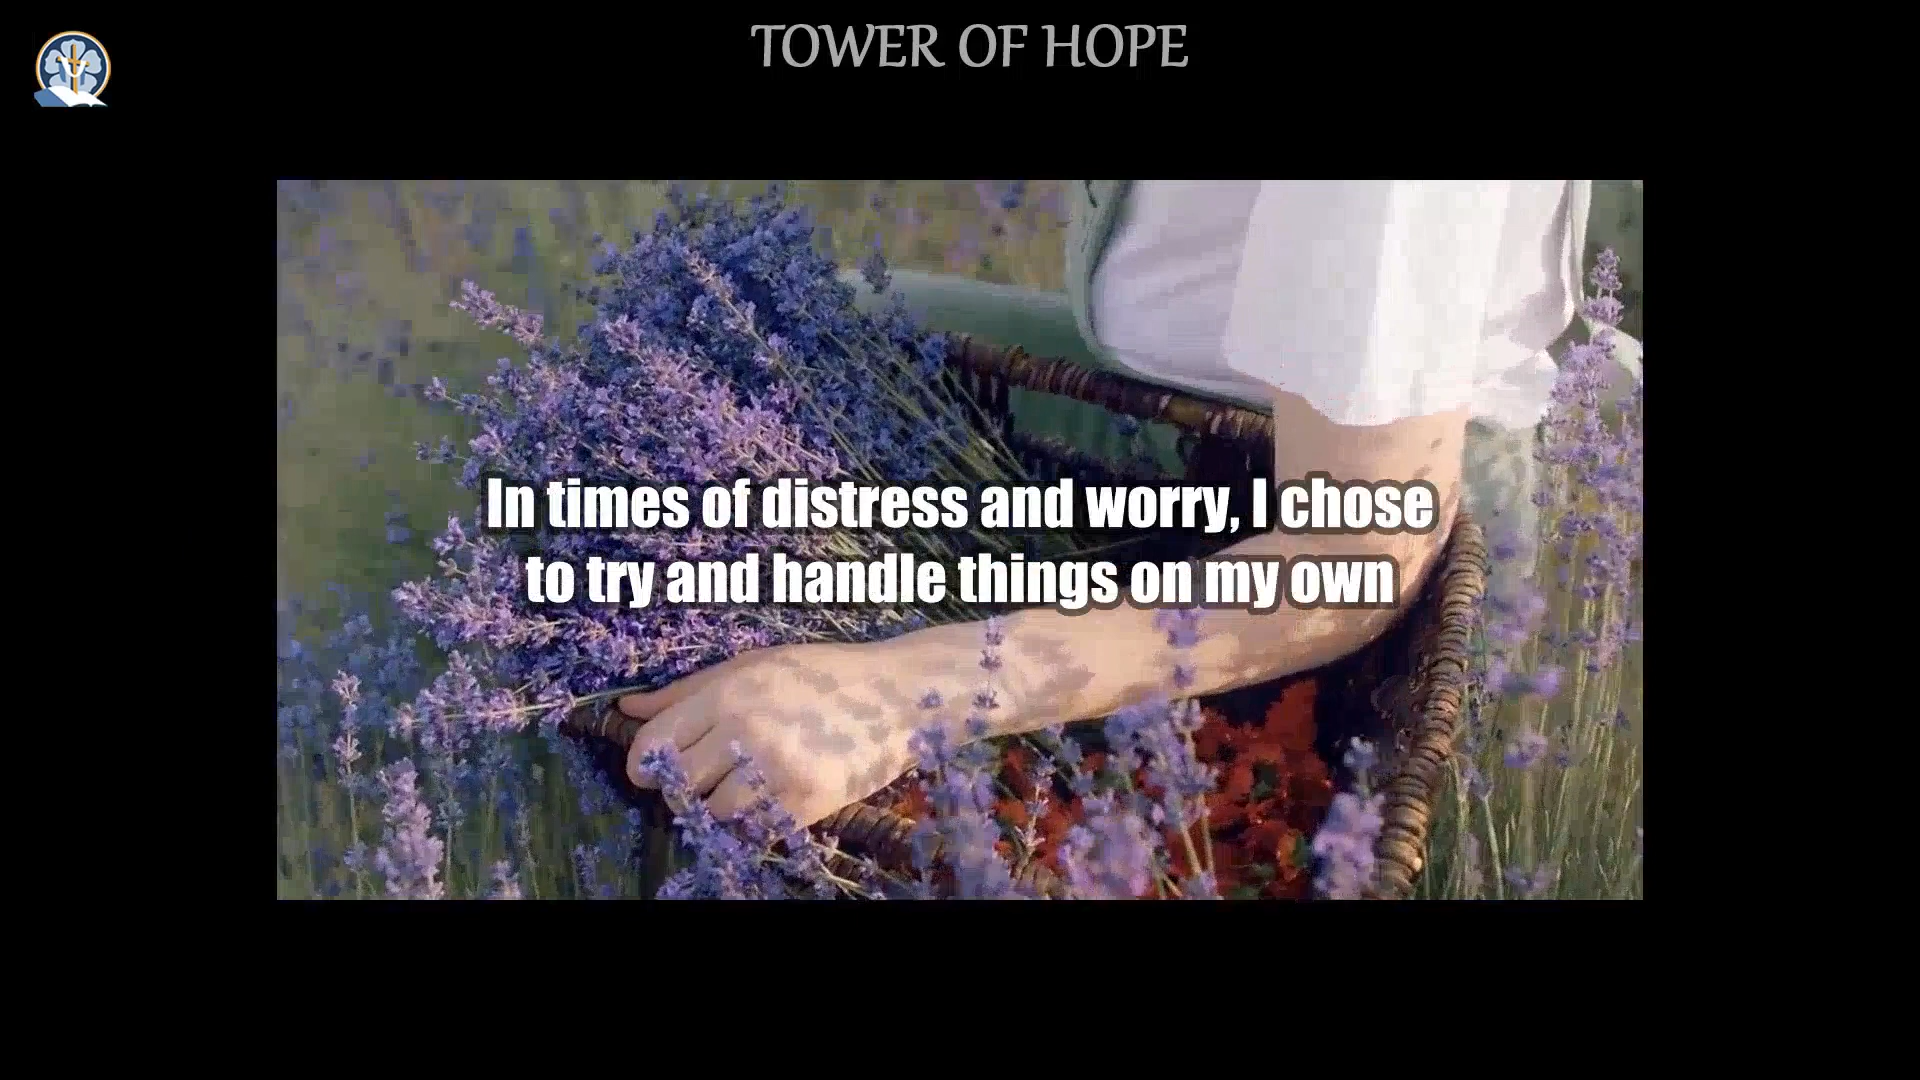 TOWER OF HOPE
In times of distress and worry, I chose
to try and handle things on my own